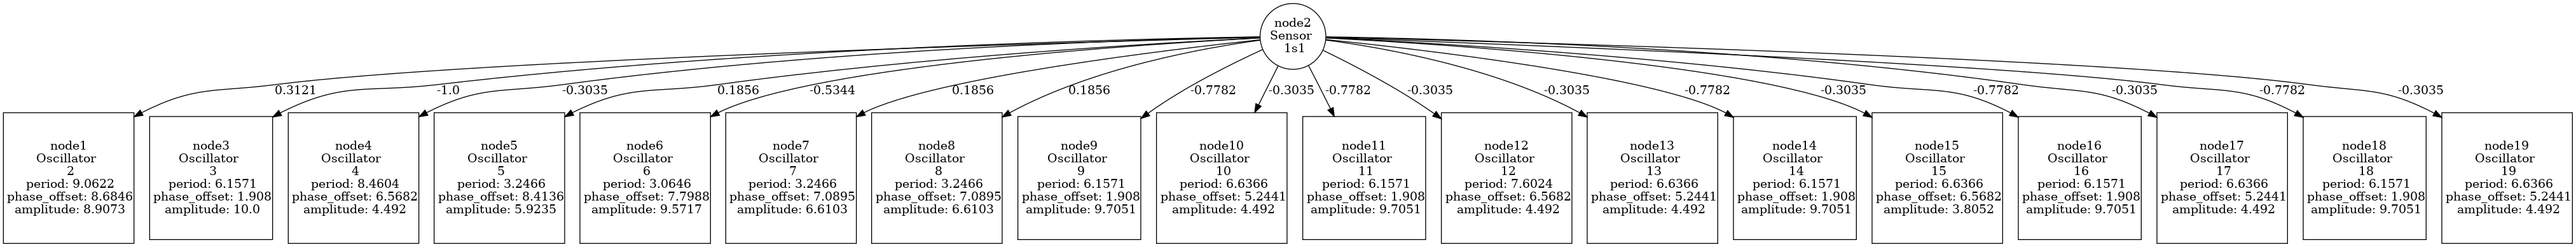 node2
Sensor
1s1
0.3121
-1.0
-0.3035
0.1856
-0.5344
0.1856
0.1856
-0.7782
-0.3035
-0.7782
-0.3035
-0.3035
-0.7782
-0.3035
-0.7782
-0.3035
-0.7782
-0.3035
node1
Oscillator
2
period: 9.0622
phase_offset: 8.6846
amplitude: 8.9073
node3
Oscillator
3
period: 6.1571
phase_offset: 1.908
amplitude: 10.0
node4
Oscillator
4
period: 8.4604
phase_offset: 6.5682
amplitude: 4.492
node5
Oscillator
5
period: 3.2466
phase_offset: 8.4136
amplitude: 5.9235
node6
Oscillator
6
period: 3.0646
phase_offset: 7.7988
amplitude: 9.5717
node7
Oscillator
7
period: 3.2466
phase_offset: 7.0895
amplitude: 6.6103
node8
Oscillator
8
period: 3.2466
phase_offset: 7.0895
amplitude: 6.6103
node9
Oscillator
9
period: 6.1571
phase_offset: 1.908
amplitude: 9.7051
node10
Oscillator
10
period: 6.6366
phase_offset: 5.2441
amplitude: 4.492
node11
Oscillator
11
period: 6.1571
phase_offset: 1.908
amplitude: 9.7051
node12
Oscillator
12
period: 7.6024
phase_offset: 6.5682
amplitude: 4.492
node13
Oscillator
13
period: 6.6366
phase_offset: 5.2441
amplitude: 4.492
node14
Oscillator
14
period: 6.1571
phase_offset: 1.908
amplitude: 9.7051
node15
Oscillator
15
period: 6.6366
phase_offset: 6.5682
amplitude: 3.8052
node16
Oscillator
16
period: 6.1571
phase_offset: 1.908
amplitude: 9.7051
node17
Oscillator
17
period: 6.6366
phase_offset: 5.2441
amplitude: 4.492
node18
Oscillator
18
period: 6.1571
phase_offset: 1.908
amplitude: 9.7051
node19
Oscillator
19
period: 6.6366
phase_offset: 5.2441
amplitude: 4.492